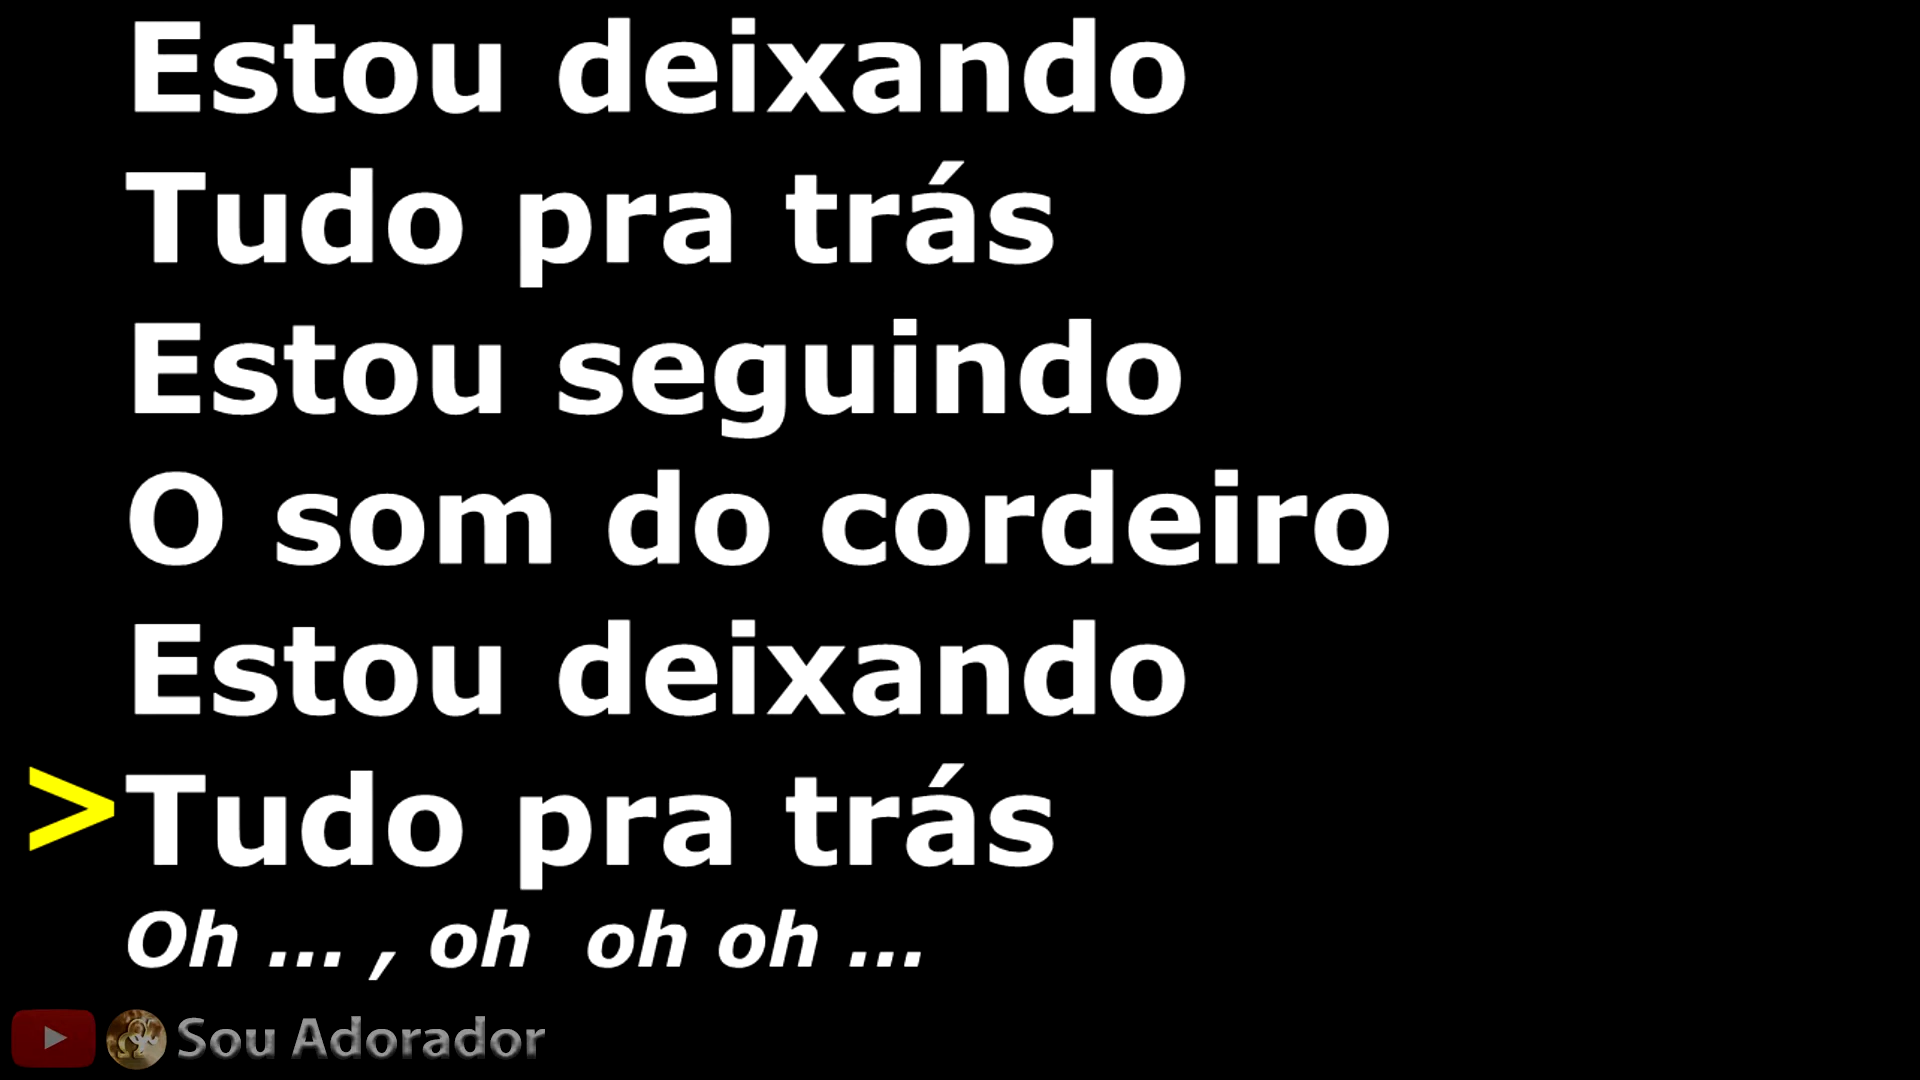 Estou deixando
Tudo pra trás
Estou seguindo
O som do cordeiro
Estou deixando
>Tudo pra trás
Oh ... , oh  oh oh ...
Sou Adorador